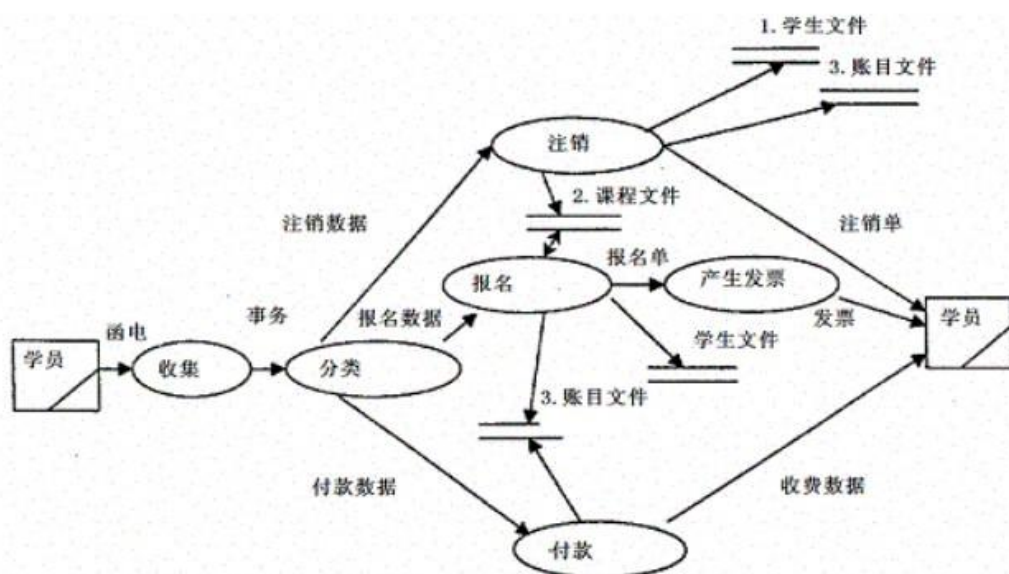 1.学生文件
3.账目文件
注销
2.课程文件
注销数据
注销单
报名单
报名
产生发票
事务
报名数据
发票
学员
函电
学生文件
学员
收集
分类
3.账目文件
付款数据
收费数据
付款